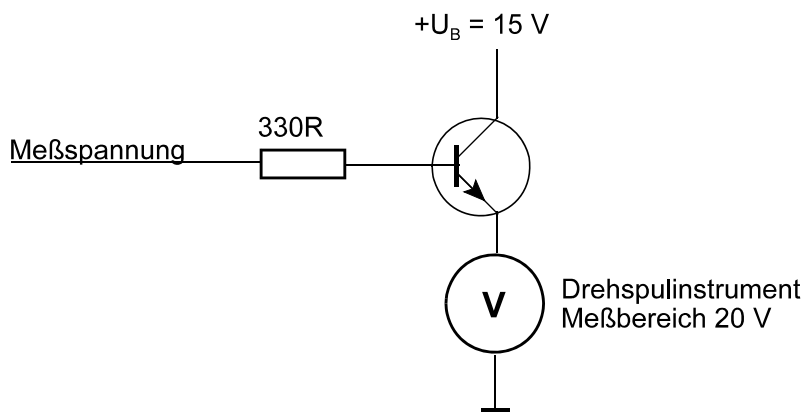 +U_B = 15 V
330R
Meßspannung
V
Drehspulinstrument
Meßbereich 20 V